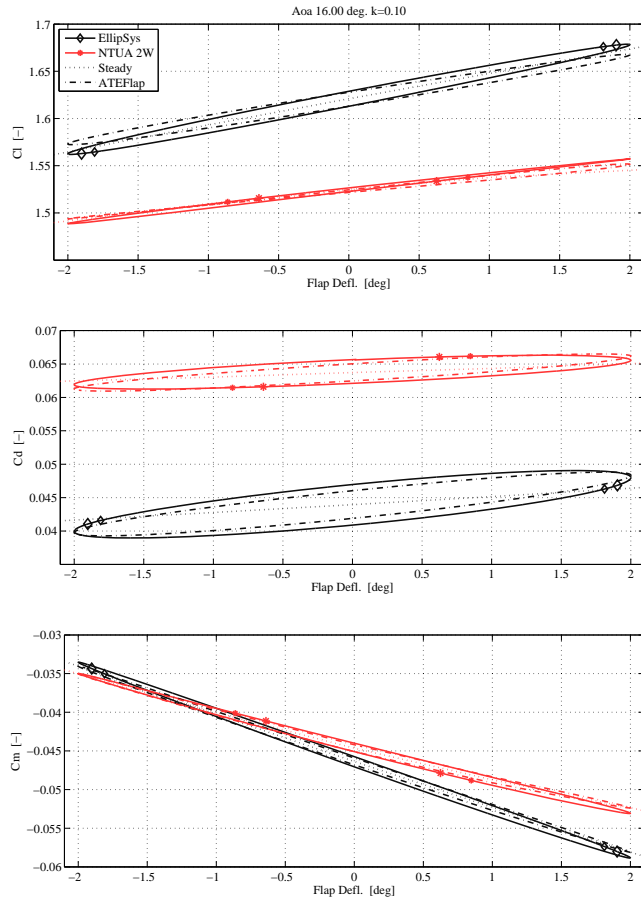 Aoa 16.00 deg. k=0.10
1.7
1.65
1.6
1.55
1.5
Cl [−]
EllipSys
NTUA 2W
Steady
ATEFlap
−2 −1.5 −1 −0.5 0 0.5 1 1.5 2
Flap Defl. [deg]
0.07
0.065
0.06
0.055
0.05
0.045
0.04
Cd [−]
−2 −1.5 −1 −0.5 0 0.5 1 1.5 2
Flap Defl. [deg]
−0.03
−0.035
−0.04
−0.045
−0.05
−0.055
−0.06
Cm [−]
−2 −1.5 −1 −0.5 0 0.5 1 1.5 2
Flap Defl. [deg]